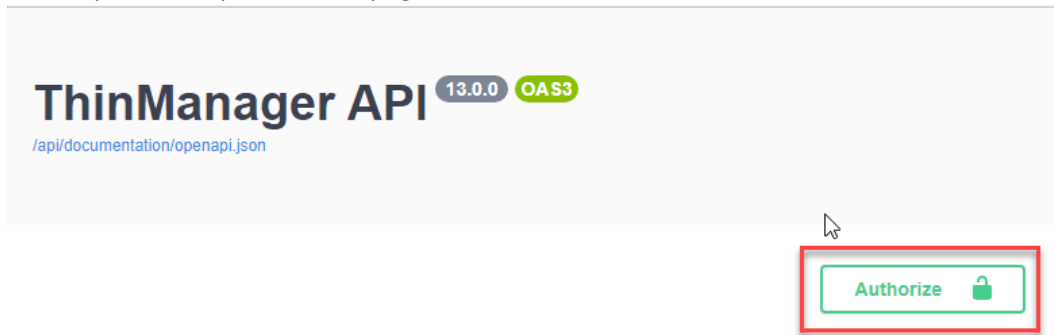 ThinManager API 13.0.0 OAS3
/api/documentation/openapi.json
Authorize